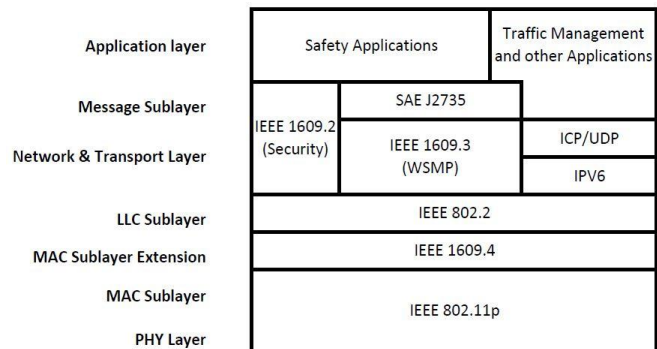 Application layer
Safety Applications
Traffic Management
and other Applications
Message Sublayer
SAE J2735
IEEE 1609.2
(Security)
Network & Transport Layer
IEEE 1609.3
(WSMP)
ICP/UDP
IPV6
LLC Sublayer
IEEE 802.2
MAC Sublayer Extension
IEEE 1609.4
MAC Sublayer
IEEE 802.11p
PHY Layer